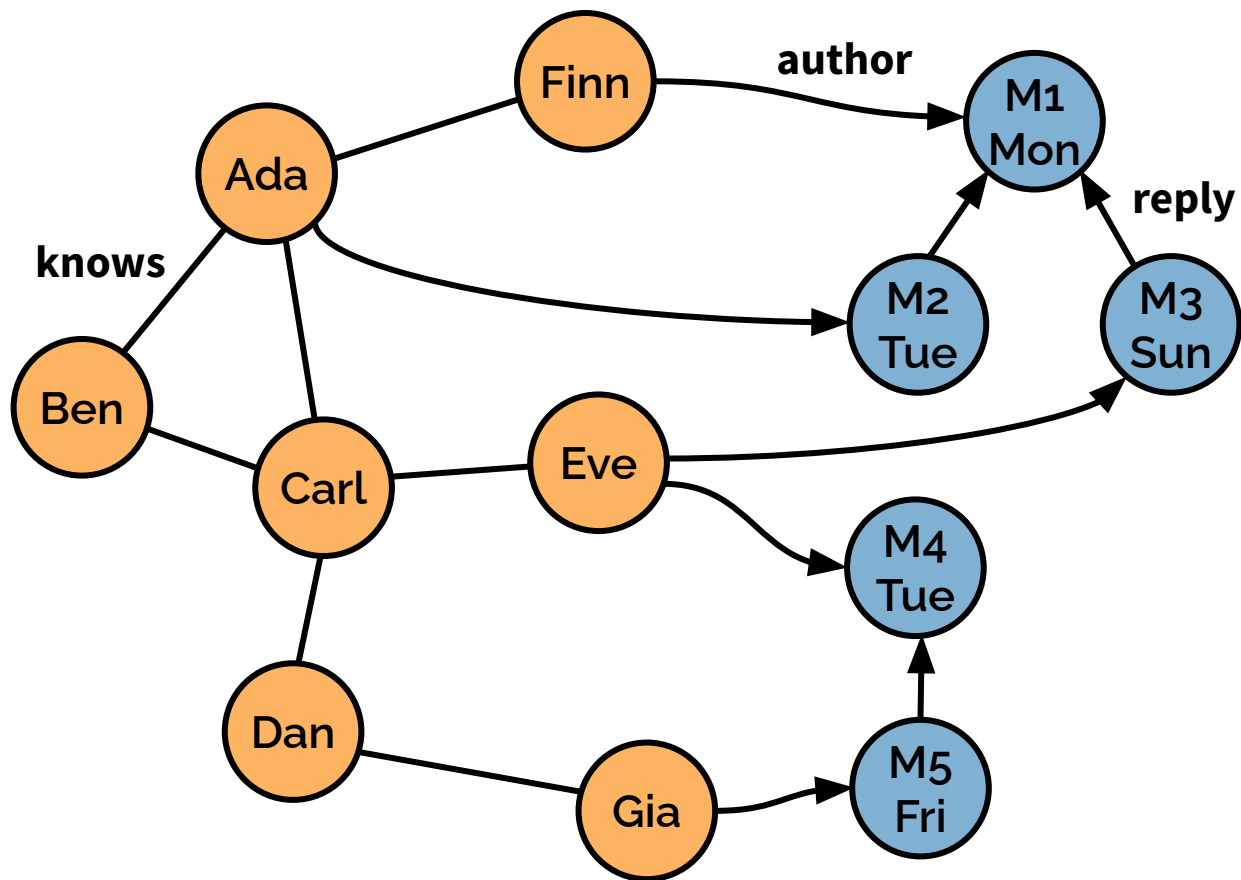 Finn
author
M1
Mon
Ada
reply
knows
M2
Tue
M3
Sun
Ben
Carl
Eve
M4
Tue
Dan
Gia
M5
Fri